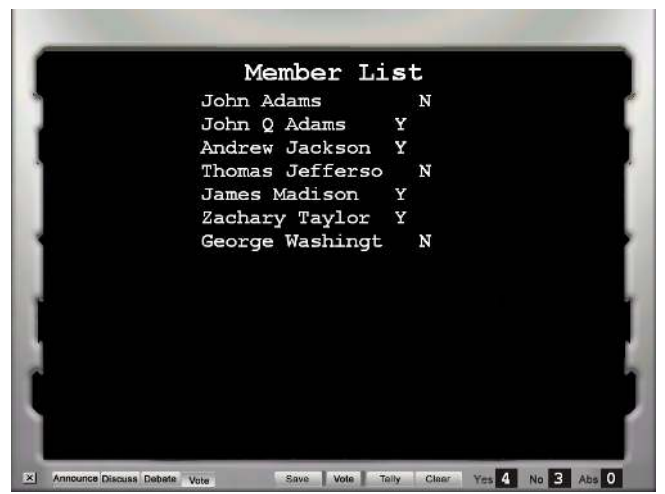 Member List
John Adams N
John Q Adams Y
Andrew Jackson Y
Thomas Jefferso N
James Madison Y
Zachary Taylor Y
George Washingt N
X Announce Discuss Debate Vote Save Vote Tally Clear Yes 4 No 3 Abs 0